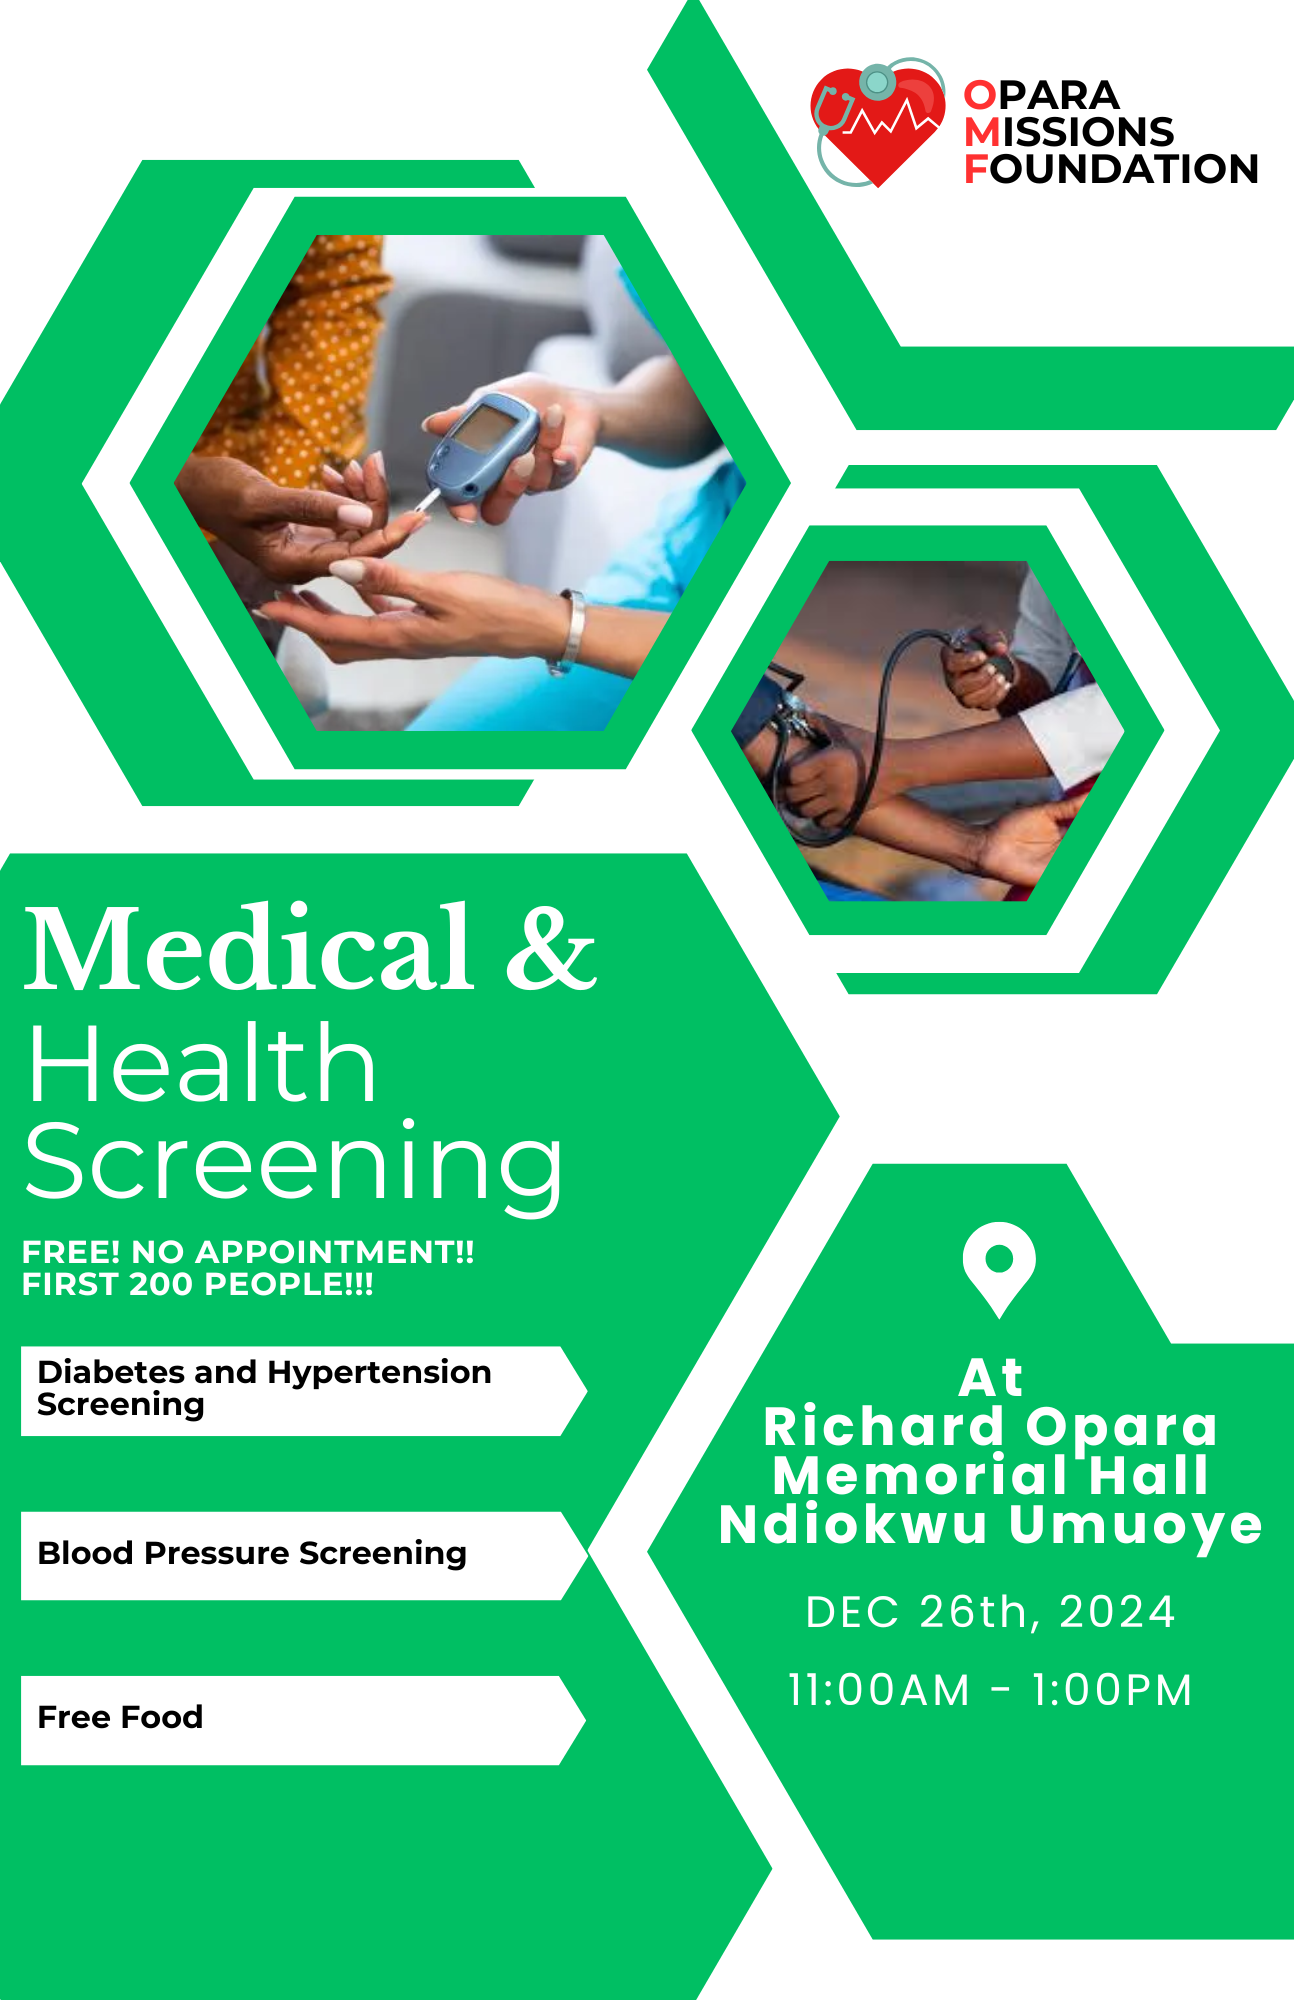 OPARA
MISSIONS
FOUNDATION
Medical &
Health
Screening
FREE! NO APPOINTMENT!!
FIRST 200 PEOPLE!!!
Diabetes and Hypertension
Screening
Blood Pressure Screening
Free Food
At
Richard Opara
Memorial Hall
Ndiokwu Umuoye
DEC 26th, 2024
11:00AM - 1:00PM